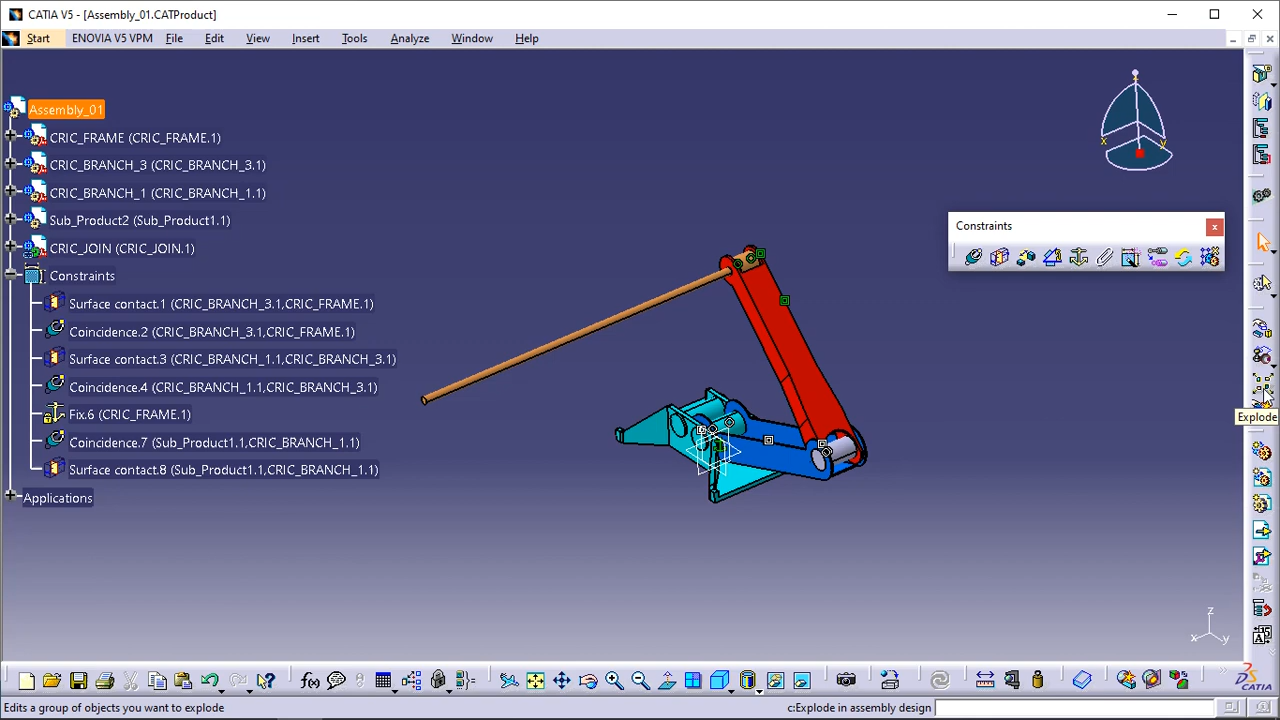 CATIA V5 - [Assembly_01.CATProduct]
Start ENOVIA V5 VPM File Edit View Insert Tools Analyze Window Help
Assembly_01
CRIC_FRAME (CRIC_FRAME.1)
CRIC_BRANCH_3 (CRIC_BRANCH_3.1)
CRIC_BRANCH_1 (CRIC_BRANCH_1.1)
Sub_Product2 (Sub_Product1.1)
CRIC_JOIN (CRIC_JOIN.1)
Constraints
Surface contact.1 (CRIC_BRANCH_3.1,CRIC_FRAME.1)
Coincidence.2 (CRIC_BRANCH_3.1,CRIC_FRAME.1)
Surface contact.3 (CRIC_BRANCH_1.1,CRIC_BRANCH_3.1)
Coincidence.4 (CRIC_BRANCH_1.1,CRIC_BRANCH_3.1)
Fix.6 (CRIC_FRAME.1)
Coincidence.7 (Sub_Product1.1,CRIC_BRANCH_1.1)
Surface contact.8 (Sub_Product1.1,CRIC_BRANCH_1.1)
Applications
z
x y
Constraints
Explode
z
x y
f(x)
CATIA
Edits a group of objects you want to explode
c:Explode in assembly design